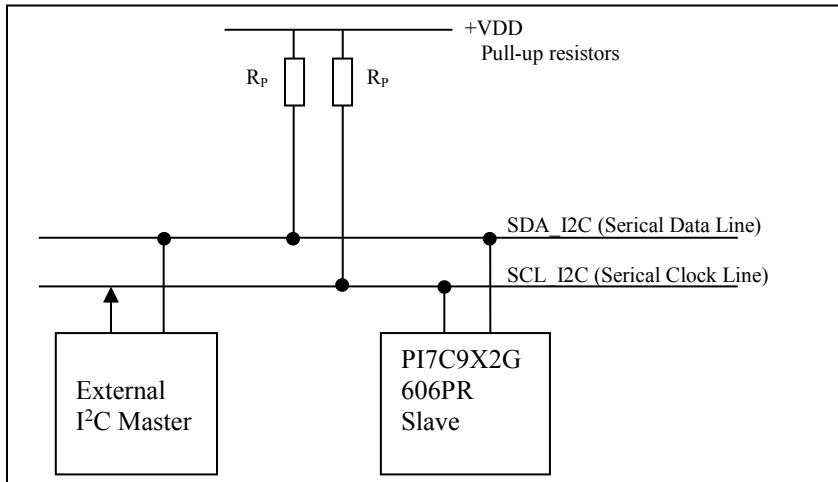 +VDD
Pull-up resistors
RP RP
SDA_I2C (Serical Data Line)
SCL_I2C (Serical Clock Line)
External
I²C Master
PI7C9X2G
606PR
Slave